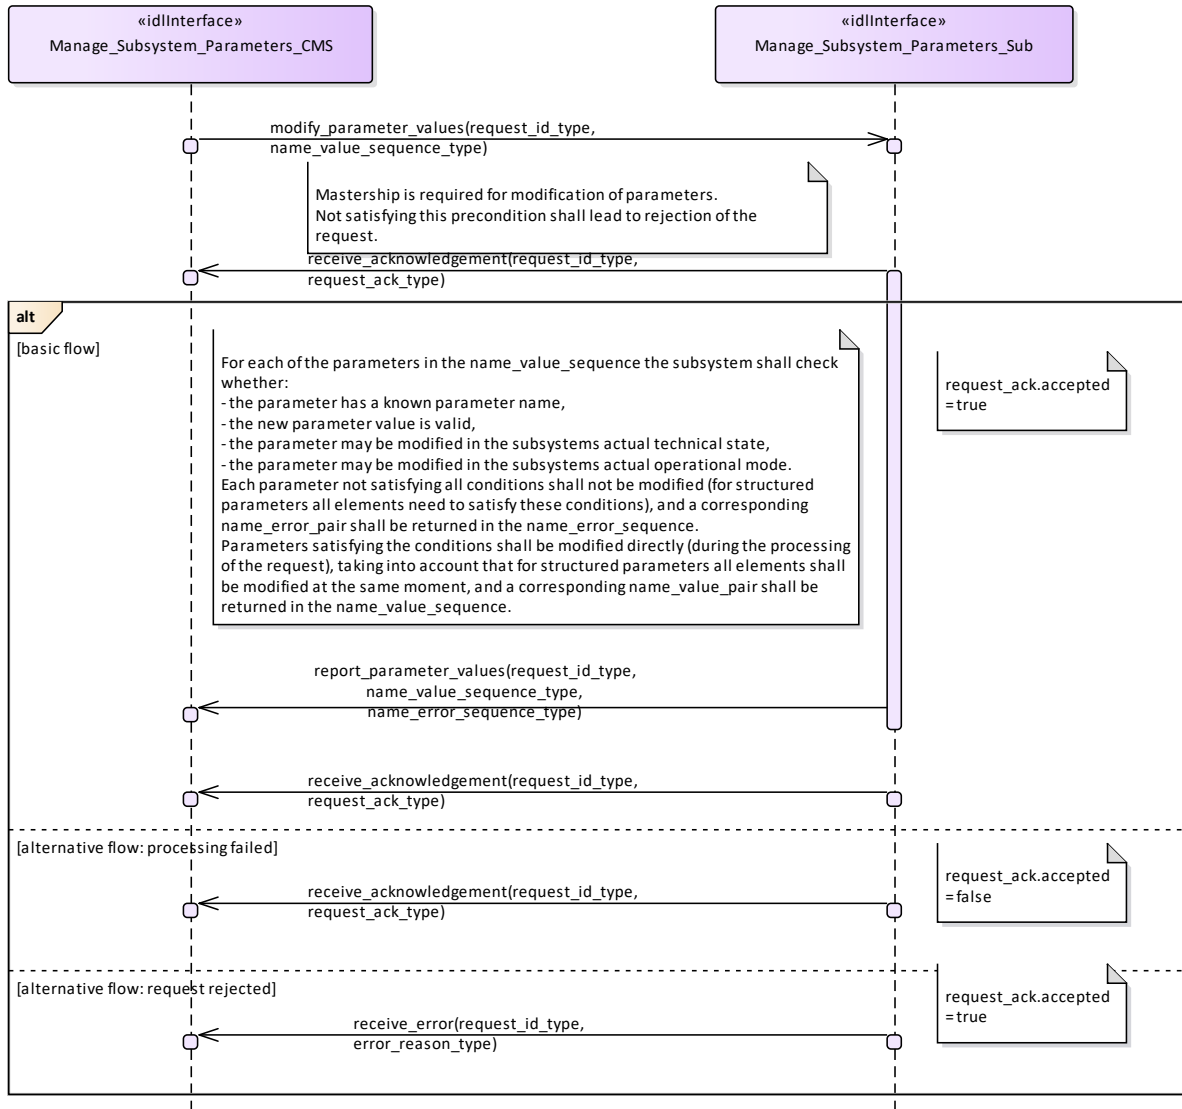 «idlInterface»
Manage_Subsystem_Parameters_CMS
«idlInterface»
Manage_Subsystem_Parameters_Sub
modify_parameter_values(request_id_type,
name_value_sequence_type)
Mastership is required for modification of parameters.
Not satisfying this precondition shall lead to rejection of the
request.
receive_acknowledgement(request_id_type,
request_ack_type)
alt
[basic flow]
For each of the parameters in the name_value_sequence the subsystem shall check
whether:
- the parameter has a known parameter name,
- the new parameter value is valid,
- the parameter may be modified in the subsystems actual technical state,
- the parameter may be modified in the subsystems actual operational mode.
Each parameter not satisfying all conditions shall not be modified (for structured
parameters all elements need to satisfy these conditions), and a corresponding
name_error_pair shall be returned in the name_error_sequence.
Parameters satisfying the conditions shall be modified directly (during the processing
of the request), taking into account that for structured parameters all elements shall
be modified at the same moment, and a corresponding name_value_pair shall be
returned in the name_value_sequence.
request_ack.accepted
=true
report_parameter_values(request_id_type,
name_value_sequence_type,
name_error_sequence_type)
receive_acknowledgement(request_id_type,
request_ack_type)
[alternative flow: processing failed]
request_ack.accepted
=false
receive_acknowledgement(request_id_type,
request_ack_type)
[alternative flow: request rejected]
request_ack.accepted
=true
receive_error(request_id_type,
error_reason_type)